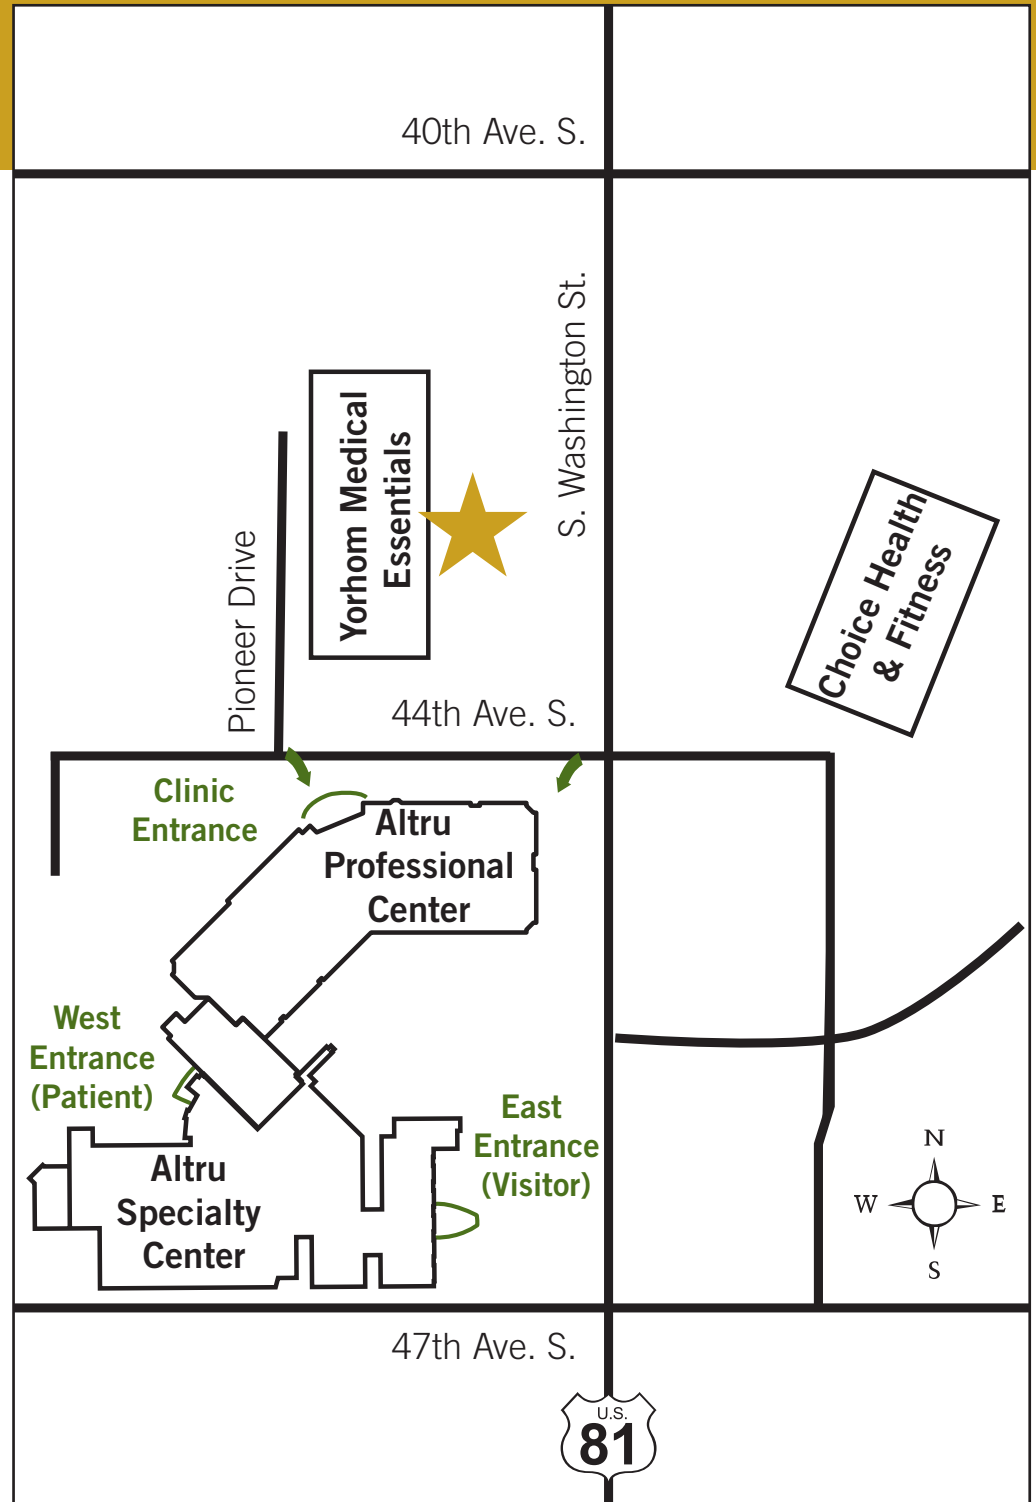 40th Ave. S.
S. Washington St.
Yorhom Medical
Essentials
Pioneer Drive
Choice Health
& Fitness
44th Ave. S.
Clinic
Entrance
Altru
Professional
Center
West
Entrance
(Patient)
East
Entrance
(Visitor)
Altru
Specialty
Center
N
W
E
S
47th Ave. S.
U.S.
81